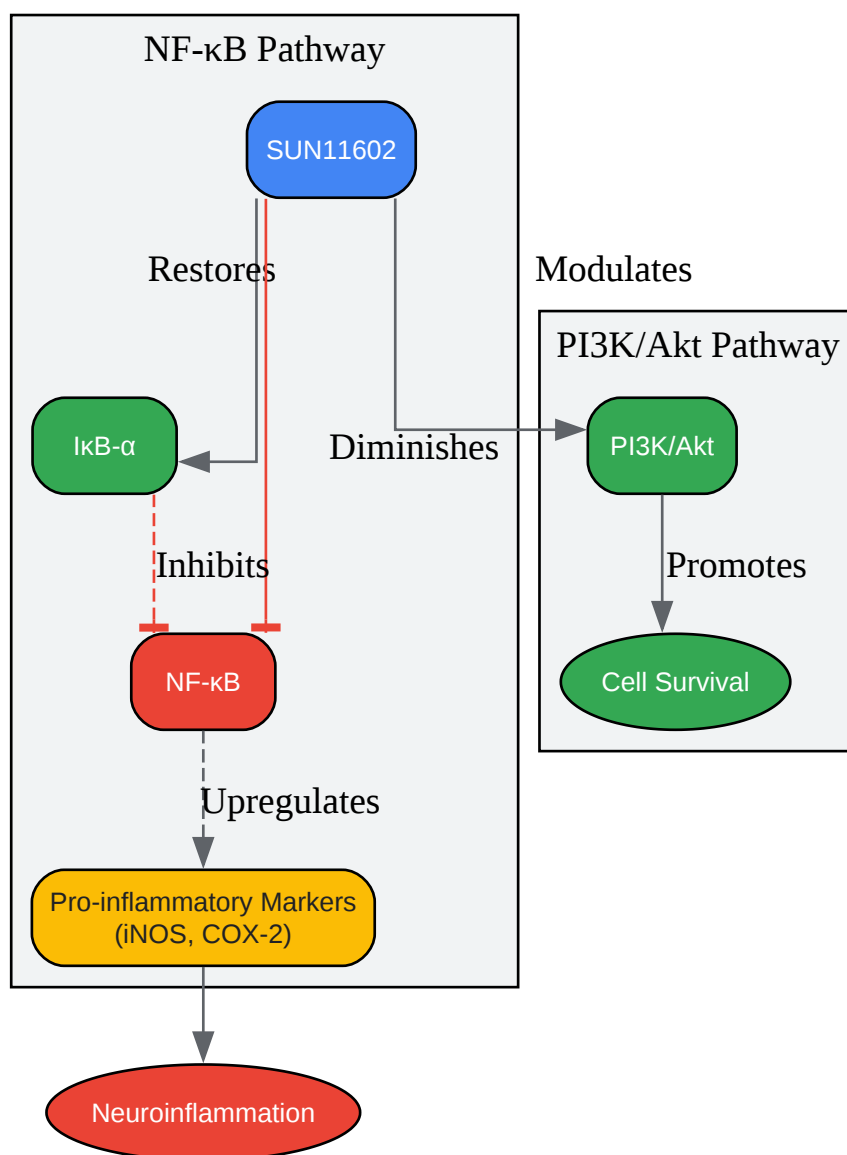 NF-κB Pathway
SUN11602
Restores
Modulates
PI3K/Akt Pathway
IκB-α
Diminishes
PI3K/Akt
Inhibits
Promotes
NF-κB
Cell Survival
Upregulates
Pro-inflammatory Markers
(iNOS, COX-2)
Neuroinflammation